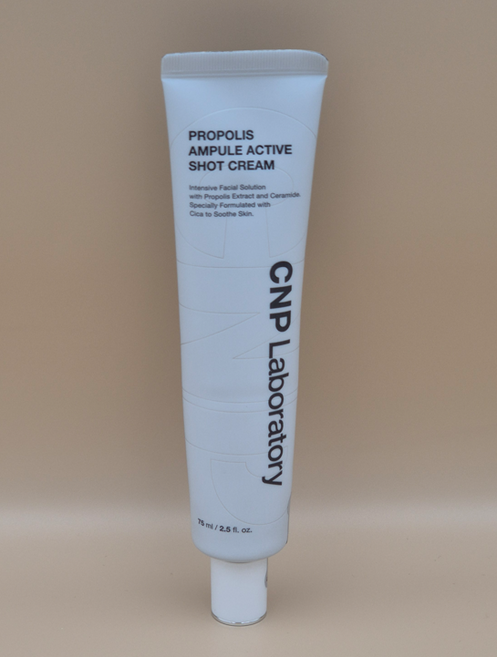 PROPOLIS
AMPULE ACTIVE
SHOT CREAM
Intensive Facial Solution
with Propolis Extract and Ceramide.
Specially Formulated with
Cica to Soothe Skin.
CNP Laboratory
75 ml / 2.5 fl. oz.